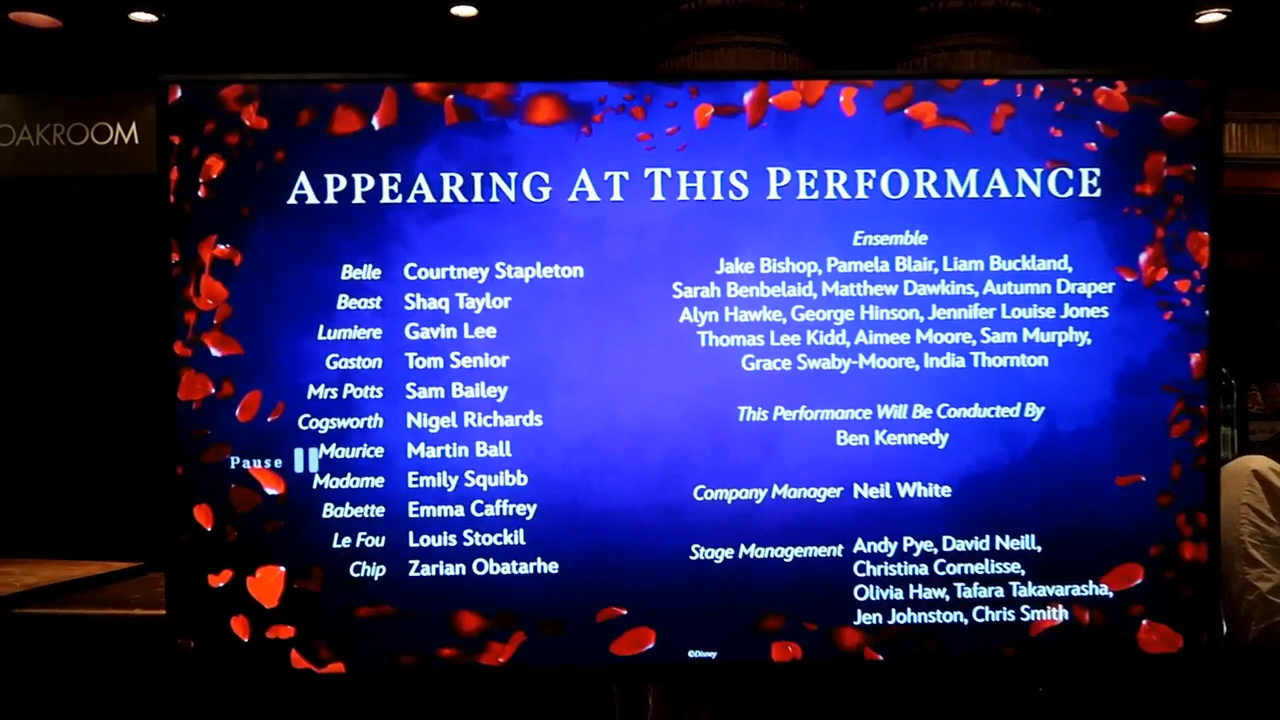 OAKROOM
APPEARING AT THIS PERFORMANCE
Belle Courtney Stapleton
Beast Shaq Taylor
Lumiere Gavin Lee
Gaston Tom Senior
Mrs Potts Sam Bailey
Cogsworth Nigel Richards
Maurice Martin Ball
Pause
Madame Emily Squibb
Babette Emma Caffrey
Le Fou Louis Stockil
Chip Zarian Obatarhe
Ensemble
Jake Bishop, Pamela Blair, Liam Buckland,
Sarah Benbelaid, Matthew Dawkins, Autumn Draper
Alyn Hawke, George Hinson, Jennifer Louise Jones
Thomas Lee Kidd, Aimee Moore, Sam Murphy,
Grace Swaby-Moore, India Thornton
This Performance Will Be Conducted By
Ben Kennedy
Company Manager Neil White
Stage Management Andy Pye, David Neill,
Christina Cornelisse,
Olivia Haw, Tafara Takavarasha,
Jen Johnston, Chris Smith
©Disney